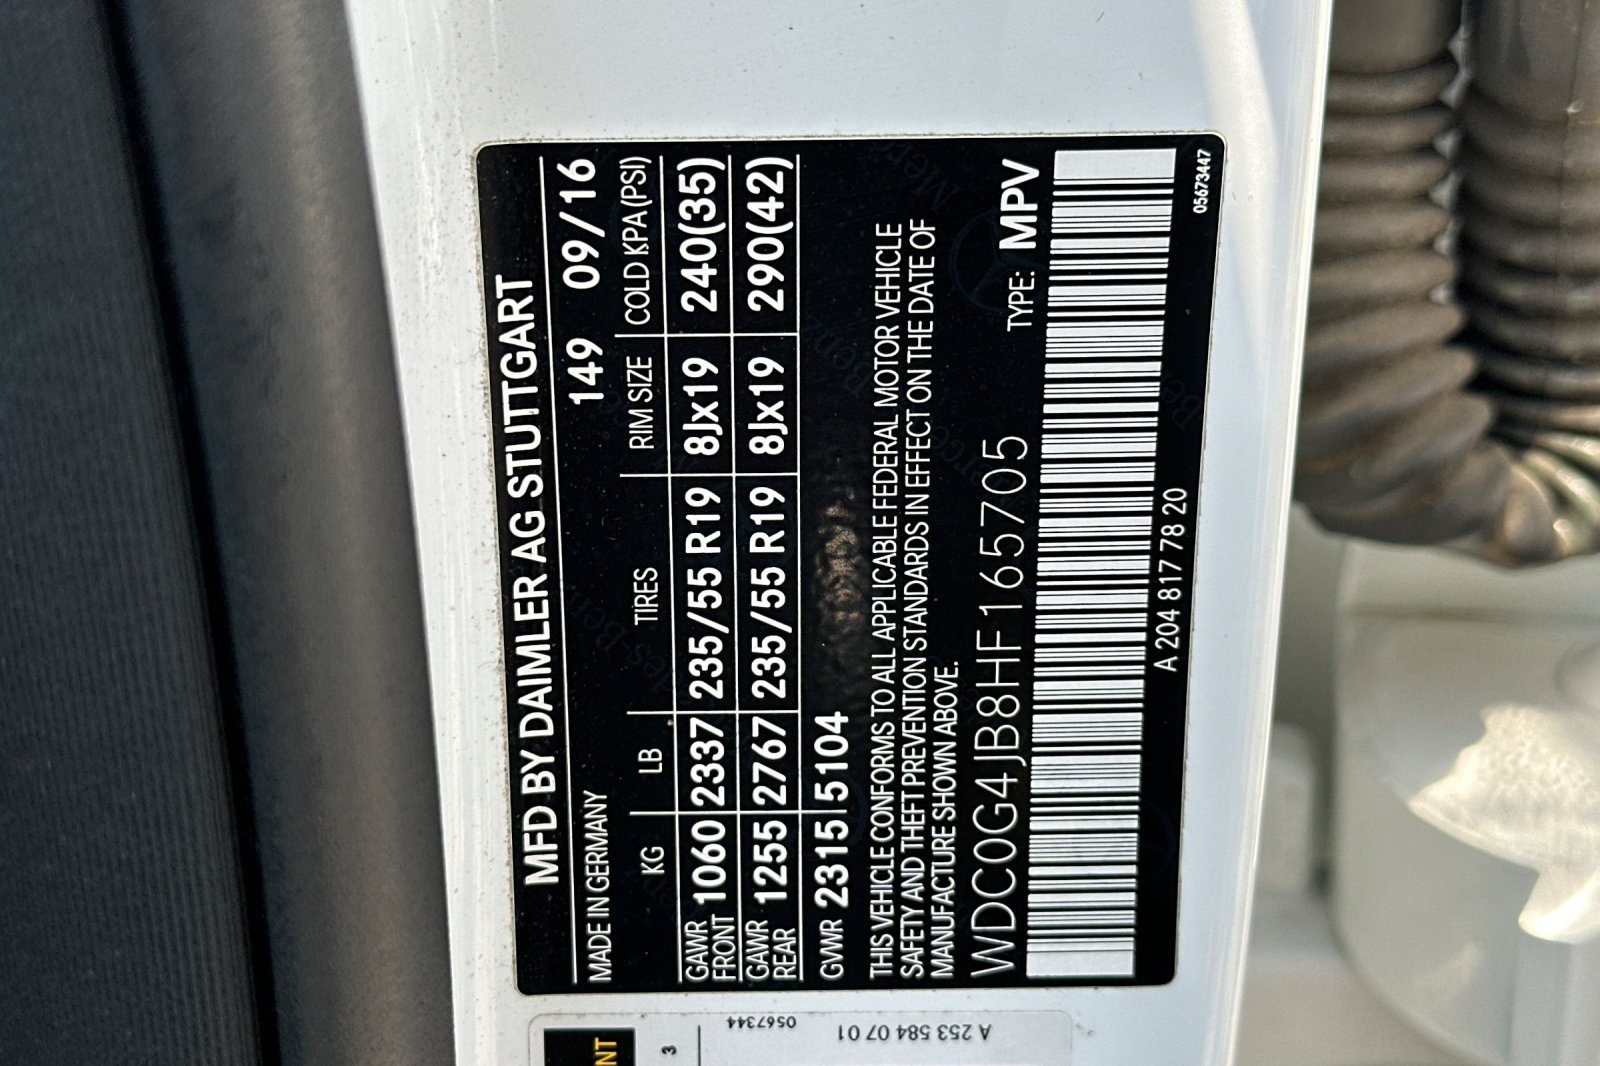 MFD BY DAIMLER AG STUTTGART
MADE IN GERMANY 149 09/16
KG LB TIRES RIM SIZE COLD KPA(PSI)
GAWR FRONT 1060 2337 235/55 R19 8Jx19 240(35)
GAWR REAR 1255 2767 235/55 R19 8Jx19 290(42)
GVWR 2315 5104
THIS VEHICLE CONFORMS TO ALL APPLICABLE FEDERAL MOTOR VEHICLE
SAFETY AND THEFT PREVENTION STANDARDS IN EFFECT ON THE DATE OF
MANUFACTURE SHOWN ABOVE.
WDC0G4JB8HF165705 TYPE: MPV
A 204 817 78 20
05673447
NT
3
0567344
A 253 584 07 01